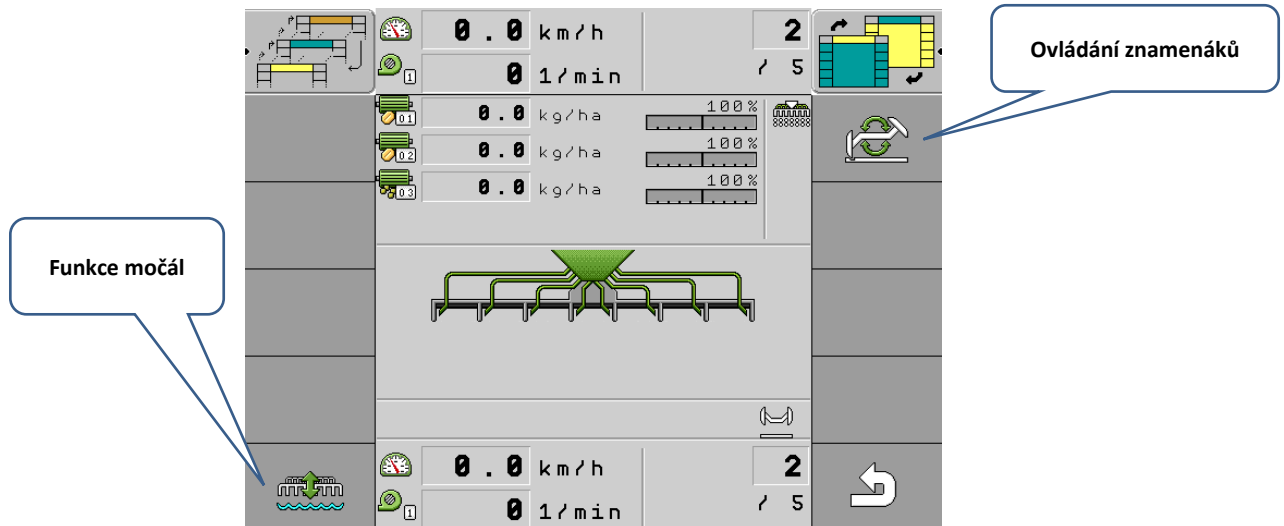 0.0 km/h
2
1
0 1/min
/ 5
Ovládání znamenáků
01
0.0 kg/ha
100%
02
0.0 kg/ha
100%
03
0.0 kg/ha
100%
Funkce močál
0.0 km/h
2
1
0 1/min
/ 5